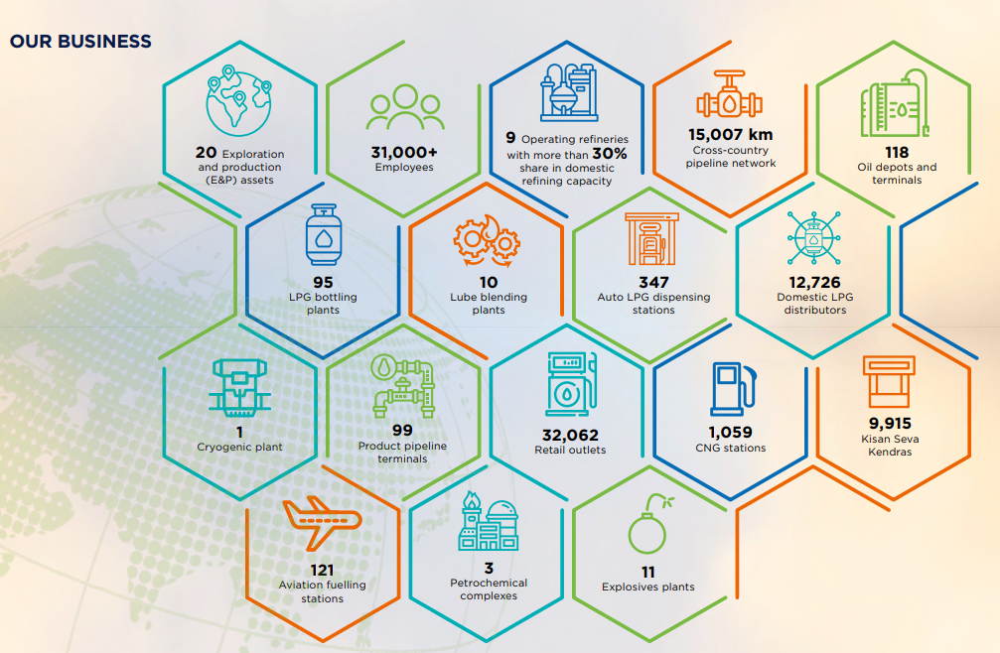 OUR BUSINESS
20 Exploration
and production
(E&P) assets
31,000+
Employees
9 Operating refineries
with more than 30%
share in domestic
refining capacity
15,007 km
Cross-country
pipeline network
118
Oil depots and
terminals
95
LPG bottling
plants
10
Lube blending
plants
347
Auto LPG dispensing
stations
12,726
Domestic LPG
distributors
1
Cryogenic plant
99
Product pipeline
terminals
32,062
Retail outlets
1,059
CNG stations
9,915
Kisan Seva
Kendras
121
Aviation fuelling
stations
3
Petrochemical
complexes
11
Explosives plants